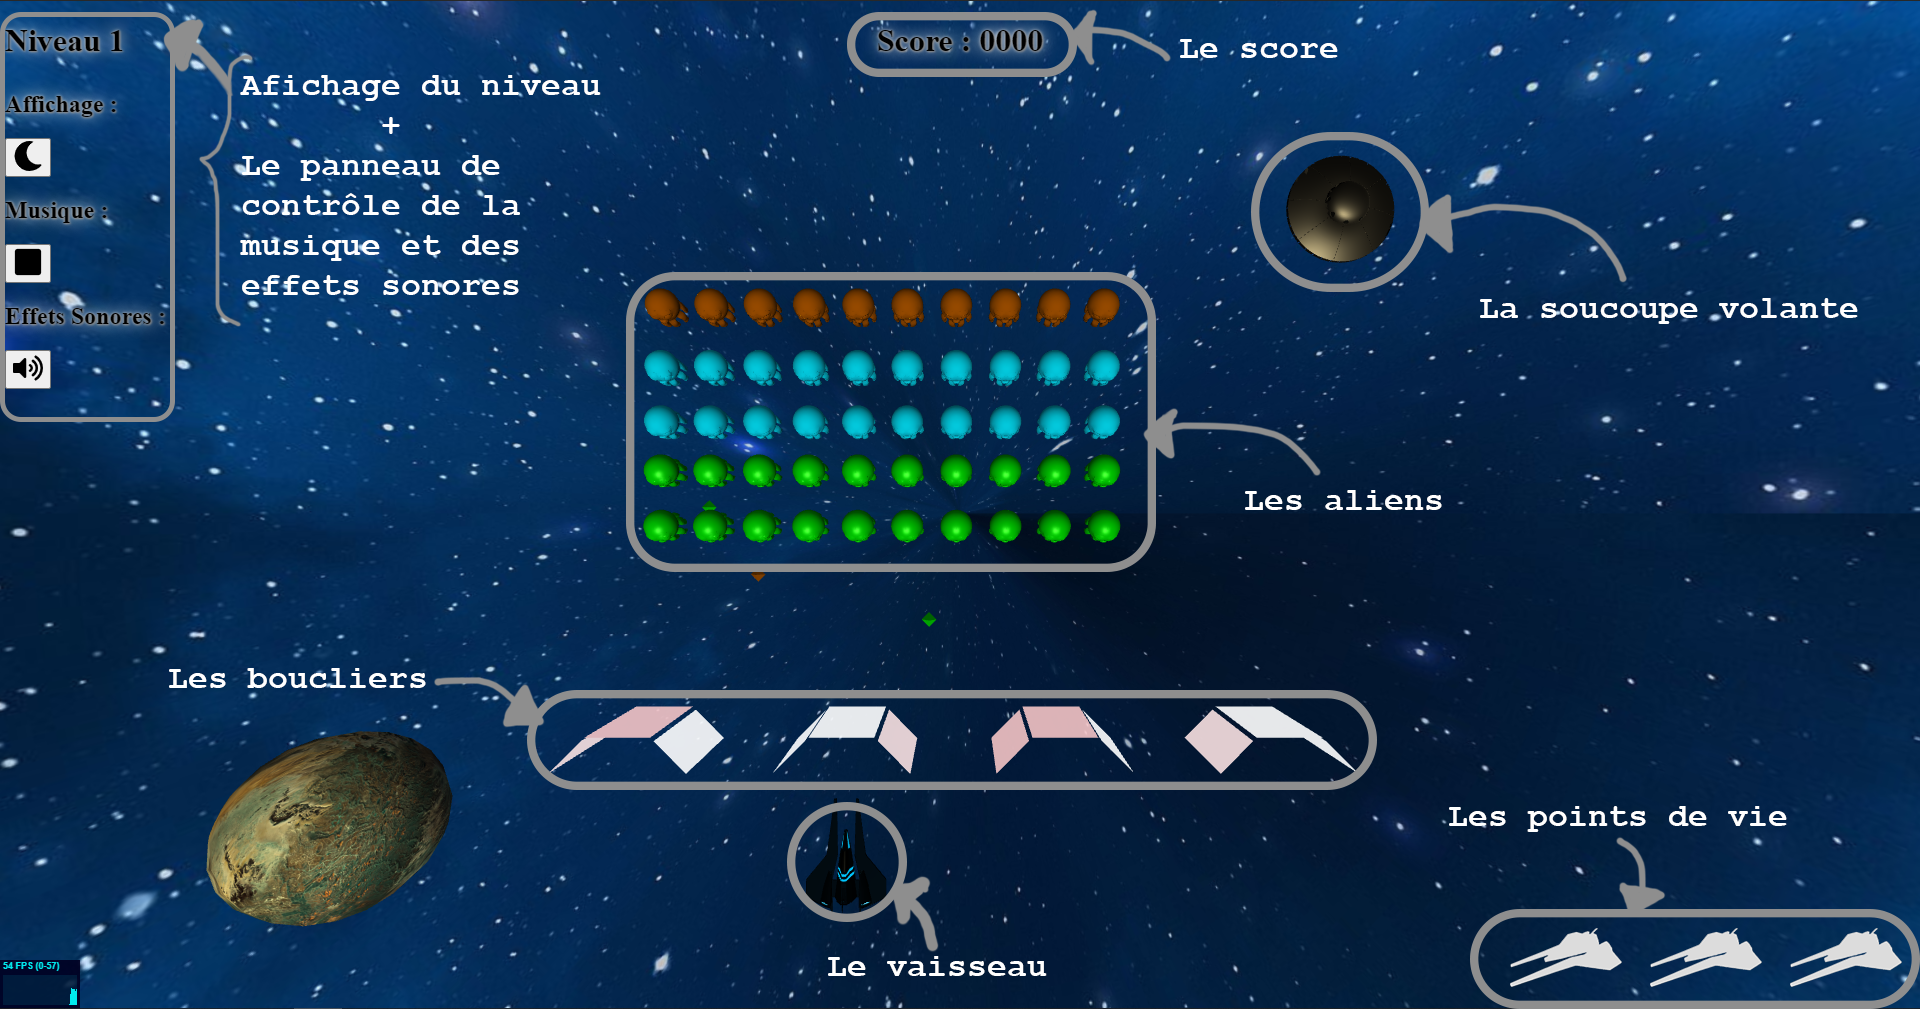 Niveau 1
Affichage :
Musique :
Effets Sonores :
Afichage du niveau
+
Le panneau de
contrôle de la
musique et des
effets sonores
Score : 0000
Le score
La soucoupe volante
Les aliens
Les boucliers
Le vaisseau
Les points de vie
54 FPS (0-57)